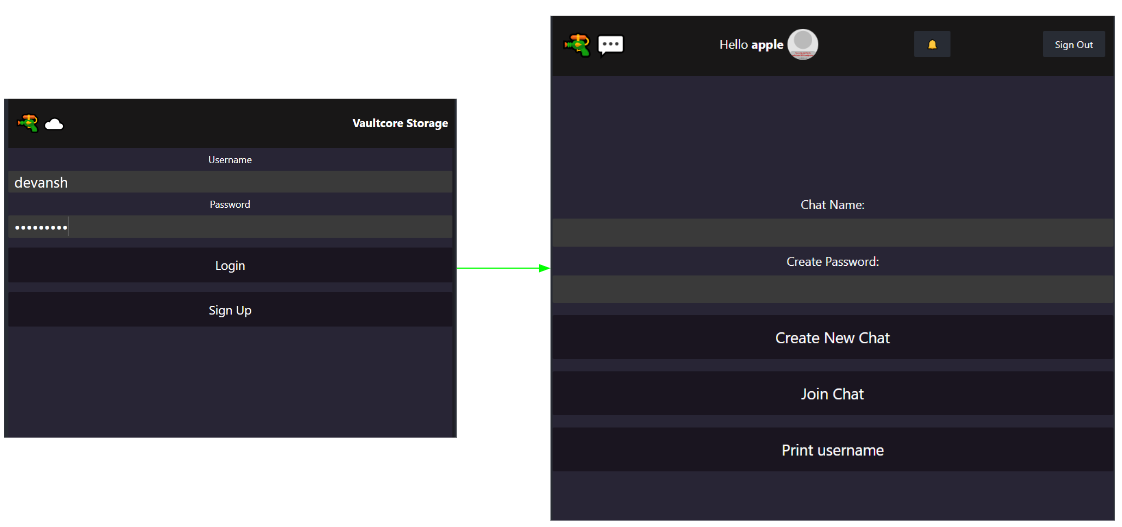 Vaultcore Storage
Username
devansh
Password
•••••••••
Login
Sign Up
Hello apple
Sign Out
Chat Name:
Create Password:
Create New Chat
Join Chat
Print username